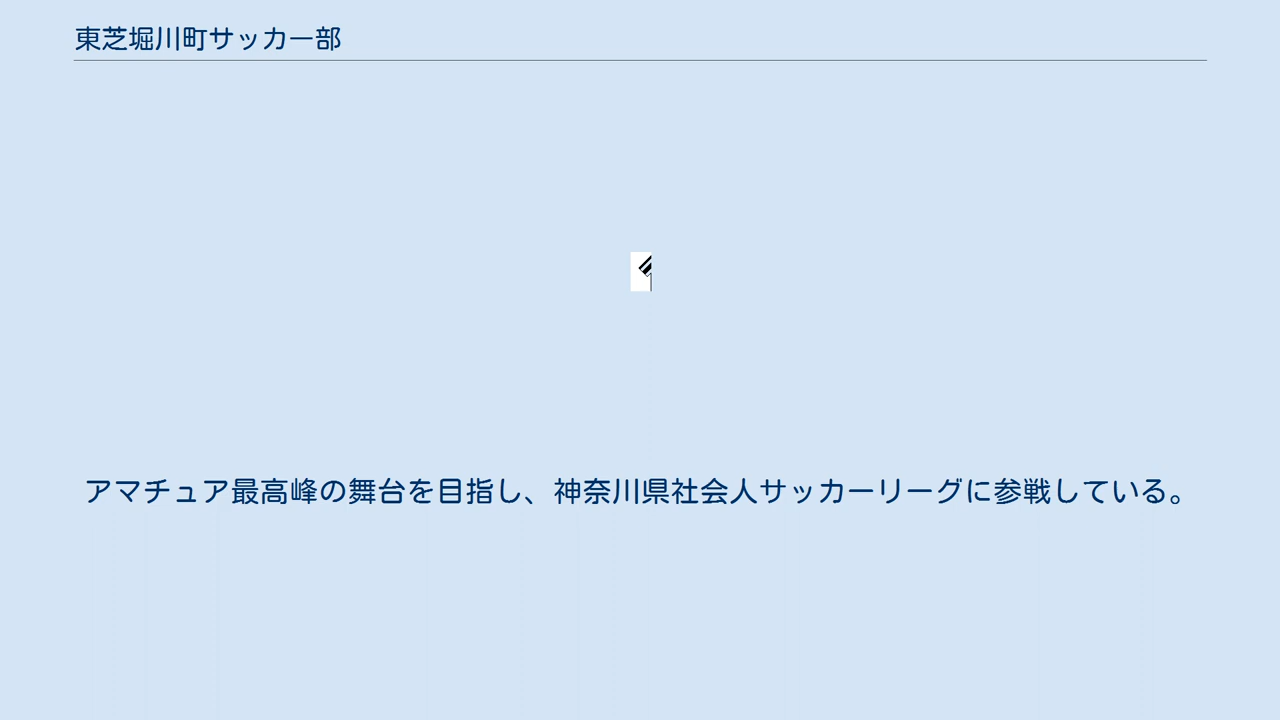 東芝堀川町サッカー部
アマチュア最高峰の舞台を目指し、神奈川県社会人サッカーリーグに参戦している。